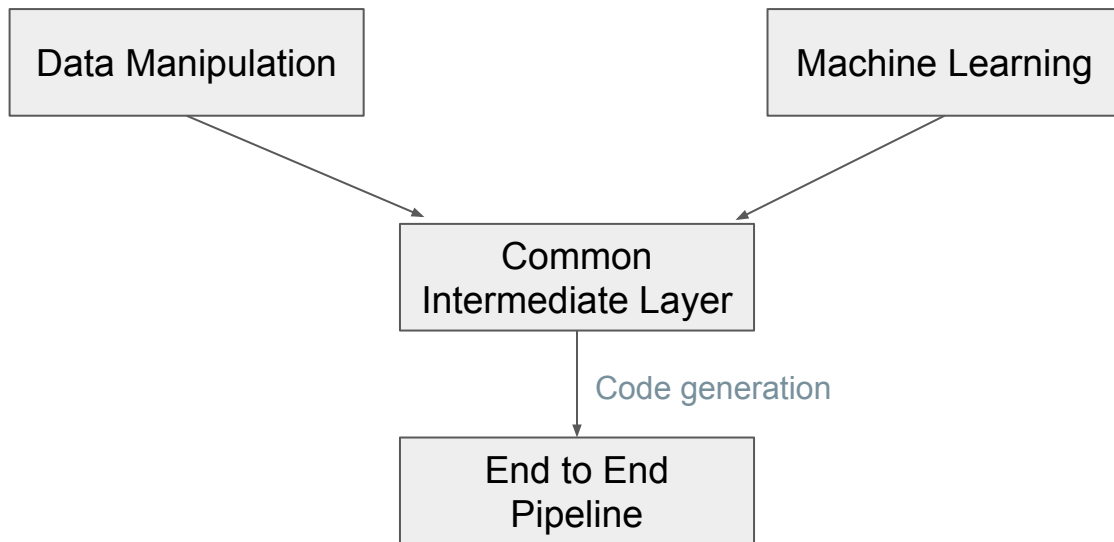 Data Manipulation
Machine Learning
Common
Intermediate Layer
Code generation
End to End
Pipeline